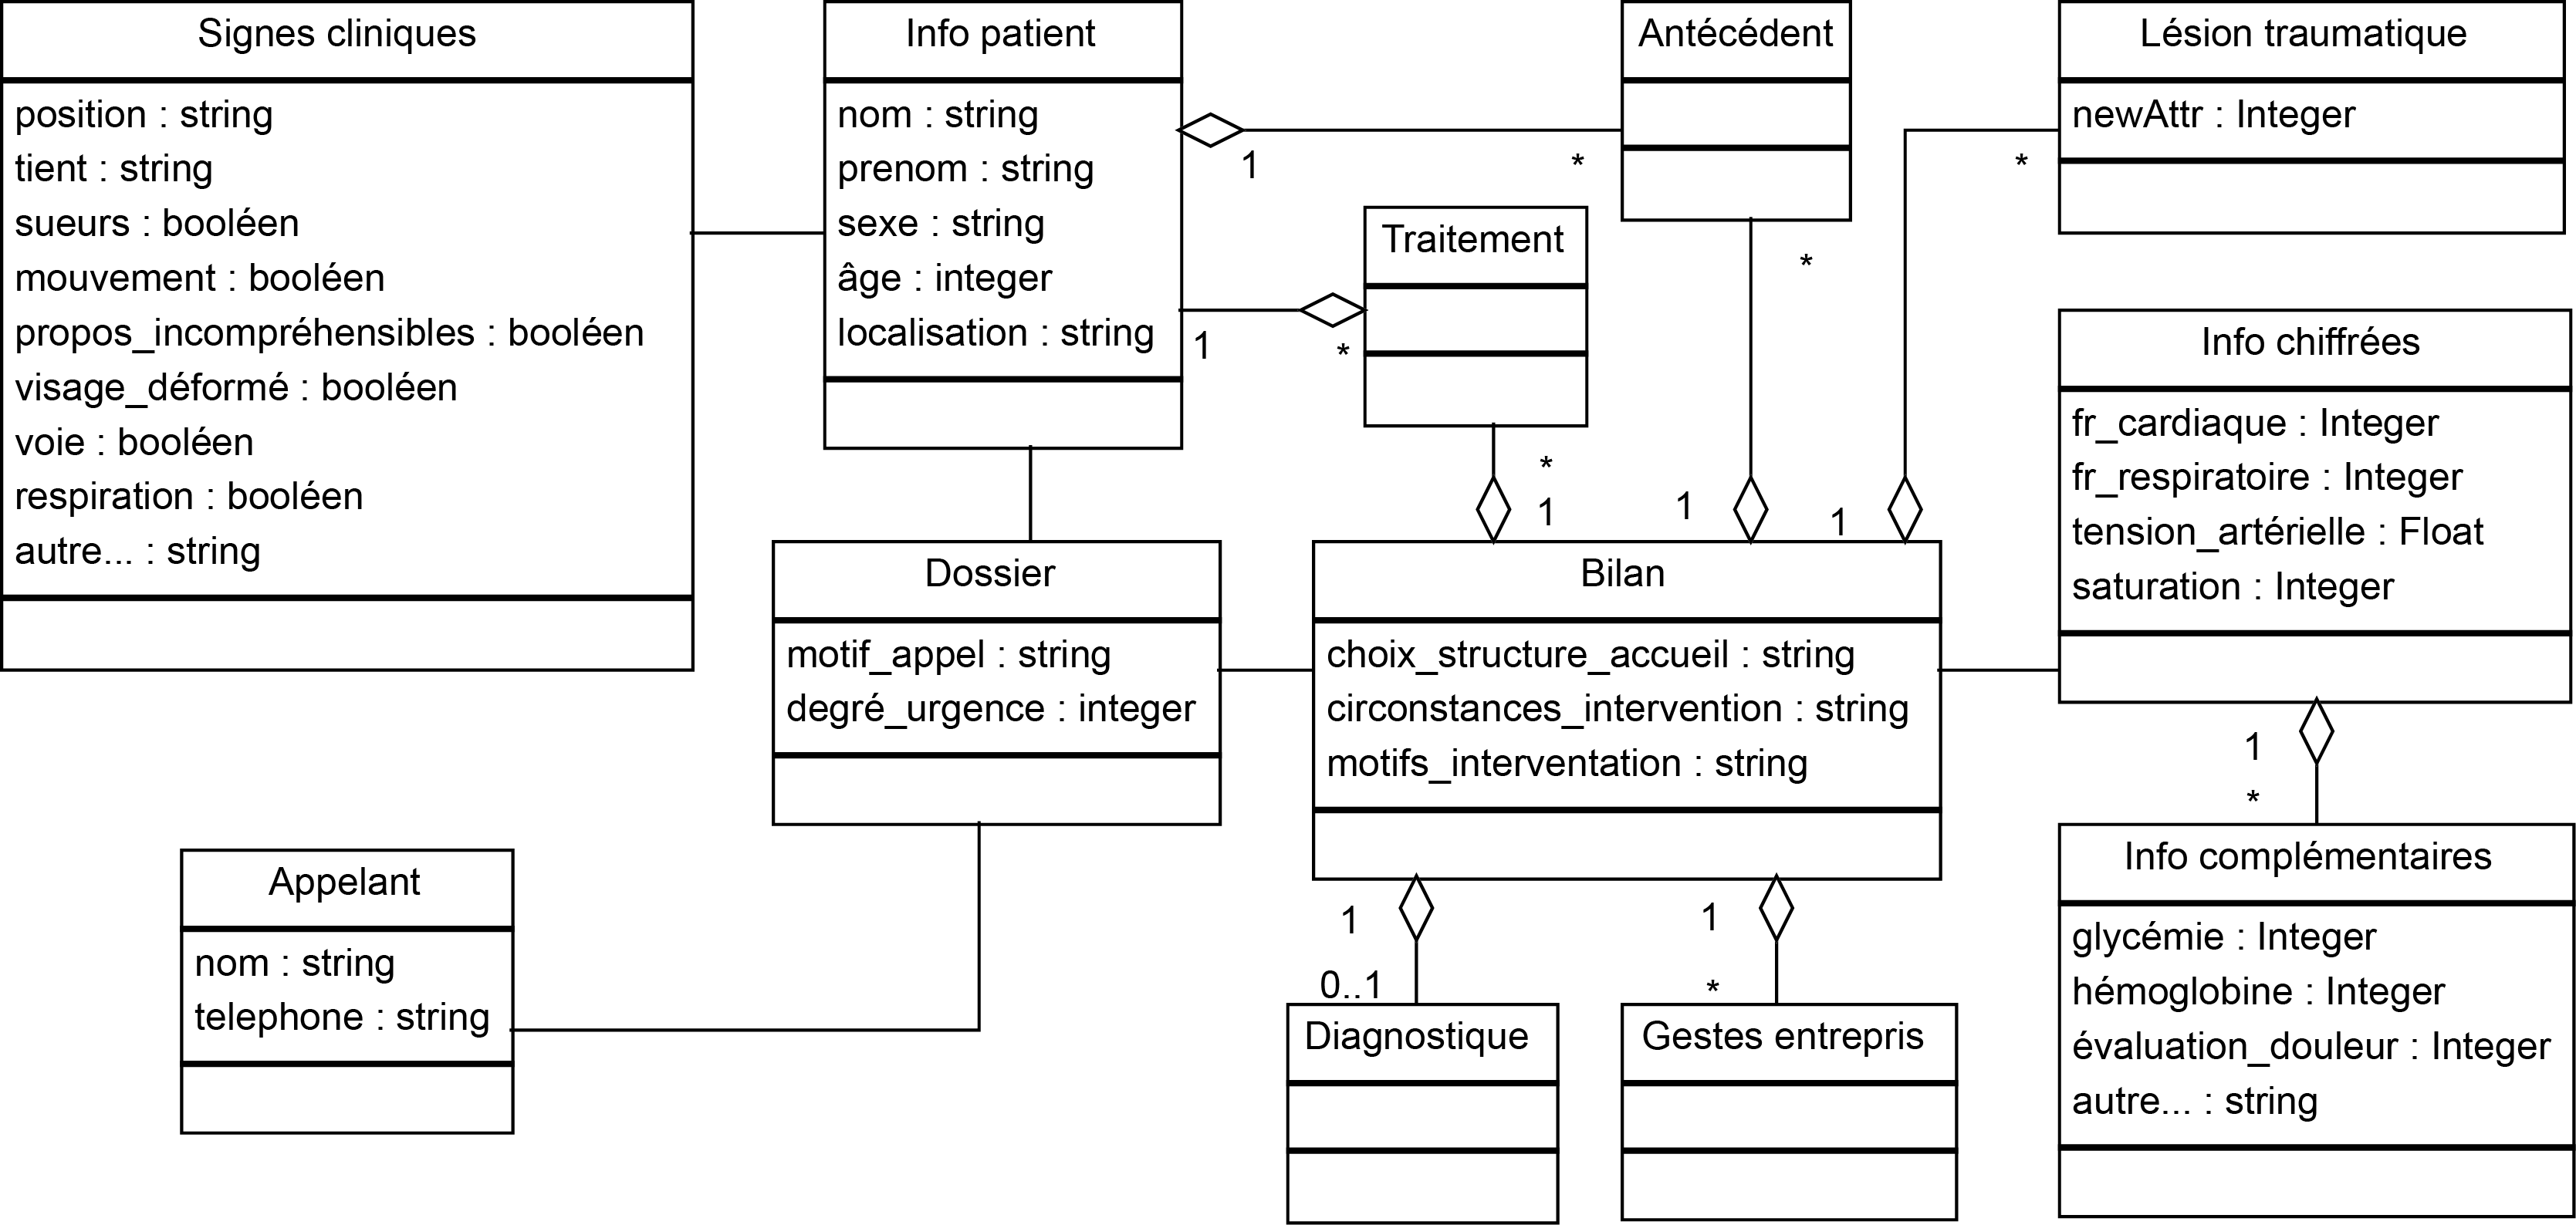 Signes cliniques
position : string
tient : string
sueurs : booléen
mouvement : booléen
propos_incompréhensibles : booléen
visage_déformé : booléen
voie : booléen
respiration : booléen
autre... : string
Info patient
nom : string
prenom : string
sexe : string
âge : integer
localisation : string
1
*
1
*
Antécédent
*
1
Traitement
*
1
Lésion traumatique
newAttr : Integer
*
1
Info chiffrées
fr_cardiaque : Integer
fr_respiratoire : Integer
tension_artérielle : Float
saturation : Integer
1
*
Dossier
motif_appel : string
degré_urgence : integer
Bilan
choix_structure_accueil : string
circonstances_intervention : string
motifs_interventation : string
1
0..1
1
*
Appelant
nom : string
telephone : string
Diagnostique
Gestes entrepris
Info complémentaires
glycémie : Integer
hémoglobine : Integer
évaluation_douleur : Integer
autre... : string